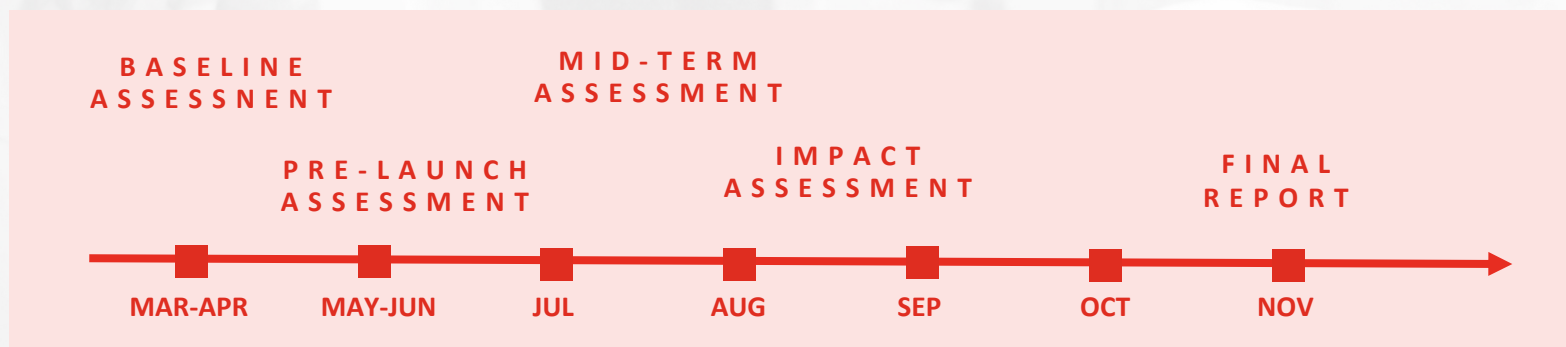 BASELINE
ASSESSNENT
MID-TERM
ASSESSMENT
PRE-LAUNCH
ASSESSMENT
IMPACT
ASSESSMENT
FINAL
REPORT
MAR-APR
MAY-JUN
JUL
AUG
SEP
OCT
NOV